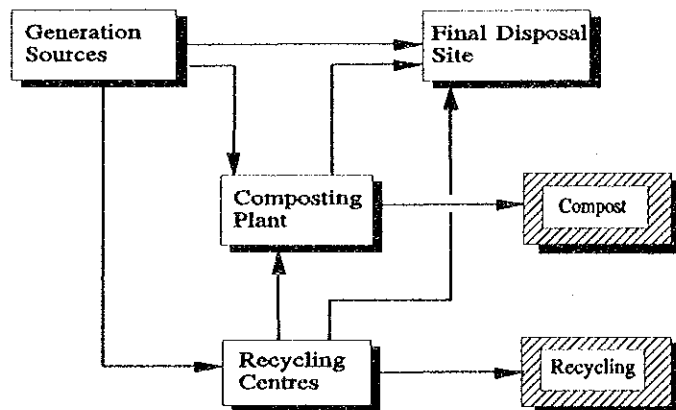 Generation
Sources
Final Disposal
Site
Composting
Plant
Compost
Recycling
Centres
Recycling